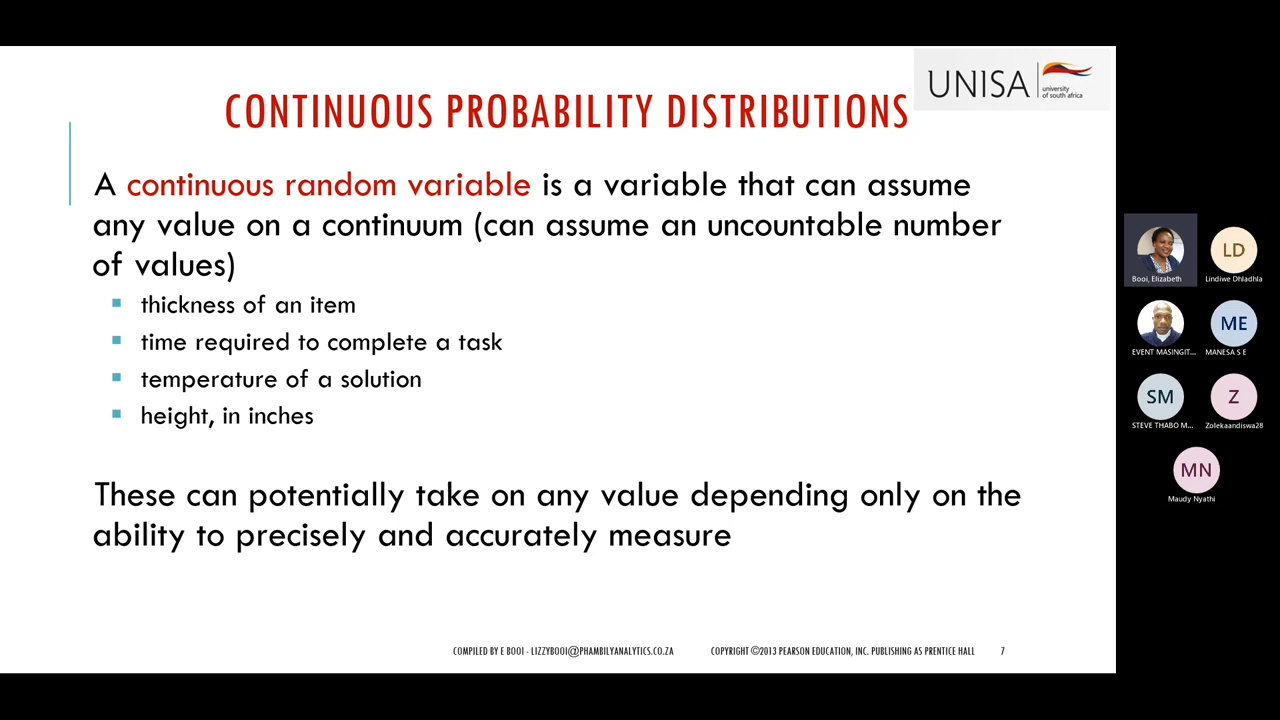 UNISA
university
of south africa
CONTINUOUS PROBABILITY DISTRIBUTIONS
A continuous random variable is a variable that can assume
any value on a continuum (can assume an uncountable number
of values)
thickness of an item
time required to complete a task
temperature of a solution
height, in inches
These can potentially take on any value depending only on the
ability to precisely and accurately measure
COMPILED BY E BOOI - LIZZYBOOI@PHAMBILYANALYTICS.CO.ZA
COPYRIGHT ©2013 PEARSON EDUCATION, INC. PUBLISHING AS PRENTICE HALL
7
Booi, Elizabeth
LD
Lindiwe Dhladhla
EVENT MASINGIT...
ME
MANESA S E
SM
STEVE THABO M...
Z
Zolekaandiswa28
MN
Maudy Nyathi